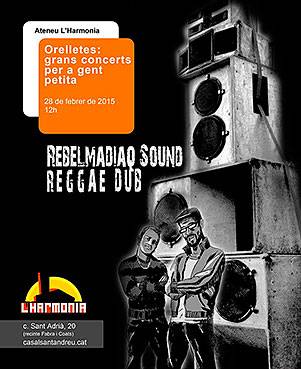 Ateneu L'Harmonia
Orelletes:
grans concerts
per a gent
petita
28 de febrer de 2015
12h
REBELMADIAQ SOUND
REGGAE DUB
L'HARMONIA
c. Sant Adrià, 20
(recinte Fabra i Coats)
casalsantandreu.cat